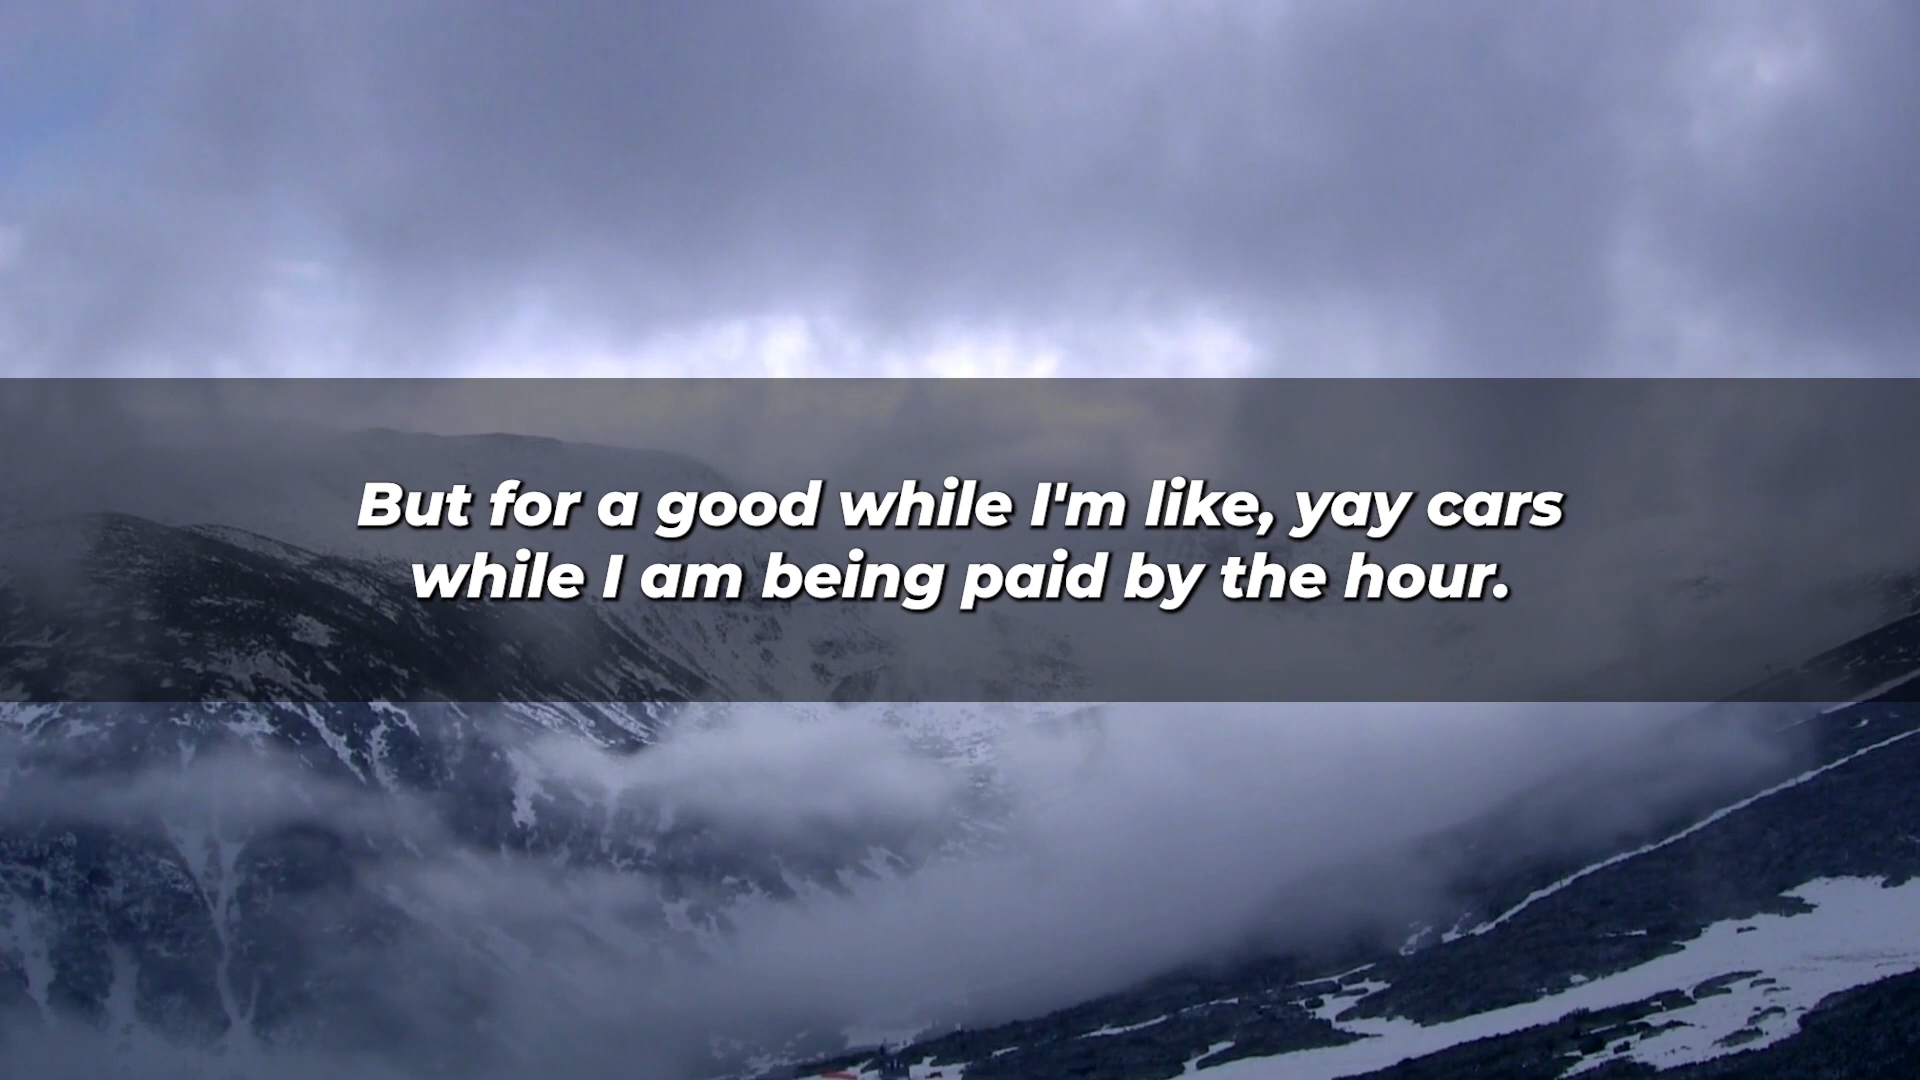 But for a good while I'm like, yay cars
while I am being paid by the hour.